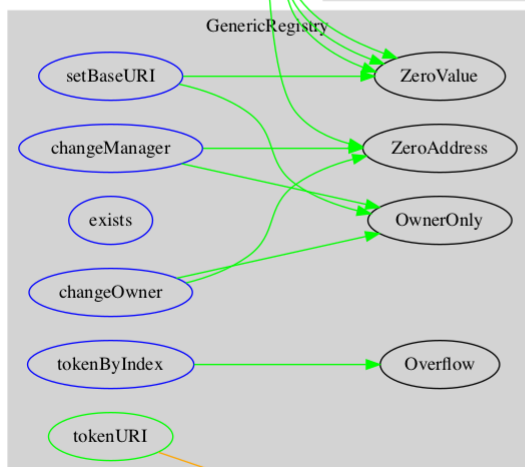 GenericRegistry
setBaseURI
ZeroValue
changeManager
ZeroAddress
exists
OwnerOnly
changeOwner
tokenByIndex
Overflow
tokenURI